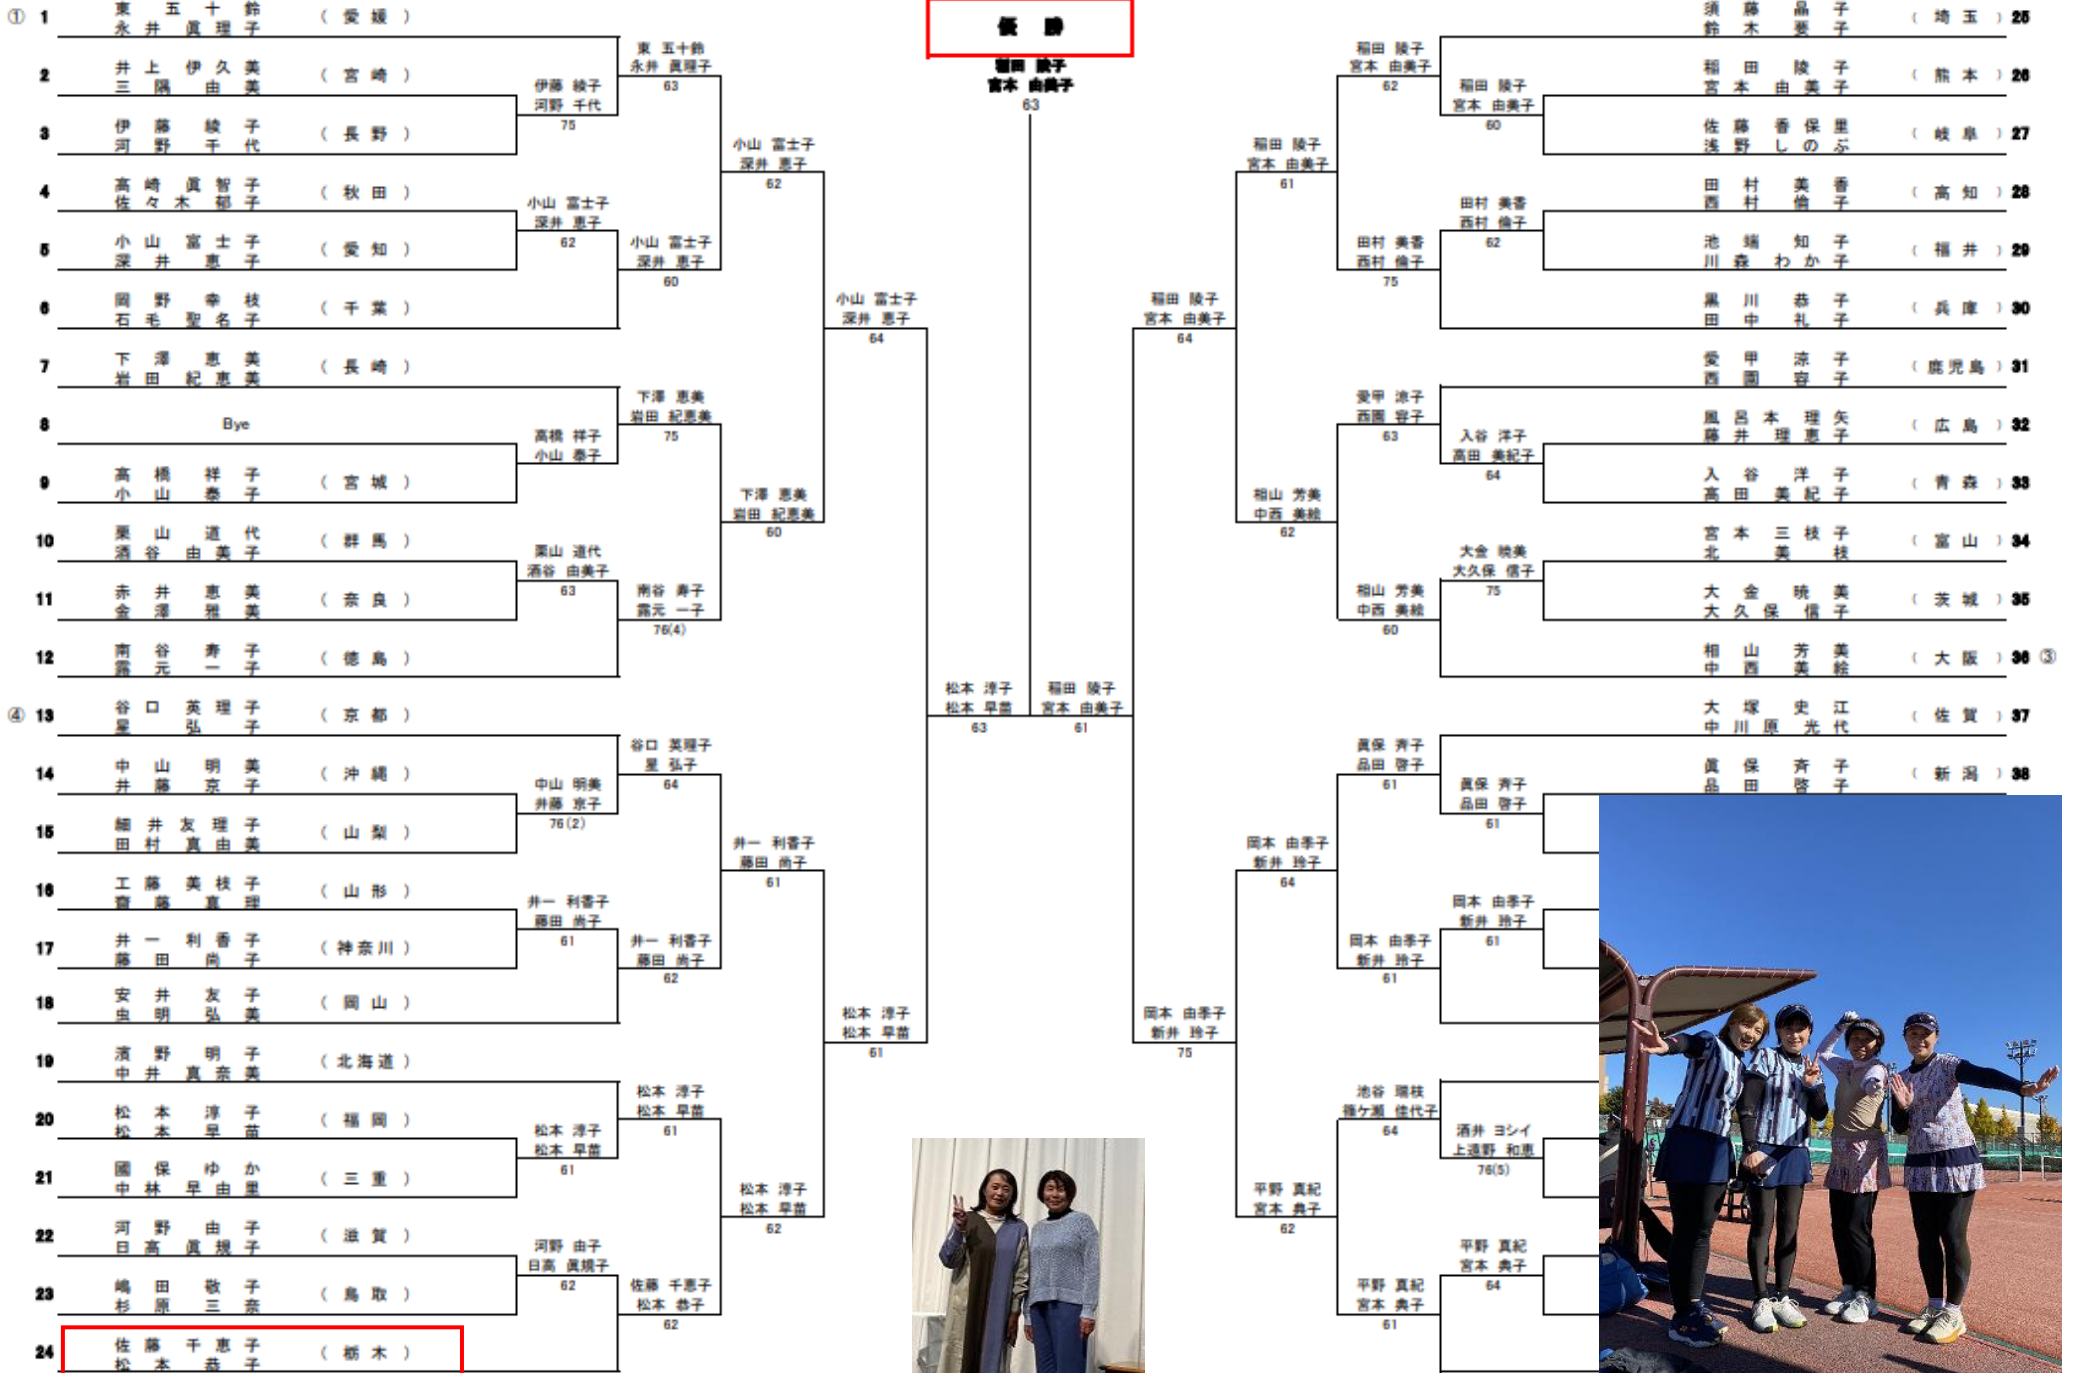 ① 1 東 五十鈴 (愛媛)
永井 眞理子
2 井上 伊久美 (宮崎)
三隅 由美
3 伊藤 綾子 (長野)
河野 千代
4 高崎 眞智子 (秋田)
佐々木 郁子
5 小山 富士子 (愛知)
深井 恵子
6 岡野 幸枝 (千葉)
石毛 聖名子
7 下澤 恵美 (長崎)
岩田 紀恵美
8 Bye
9 高橋 祥子 (宮城)
小山 泰子
10 栗山 道代 (群馬)
酒谷 由美子
11 赤井 恵美 (奈良)
金澤 雅美
12 南谷 寿子 (徳島)
露元 一子
④ 13 谷口 英理子 (京都)
星 弘子
14 中山 明美 (沖縄)
井藤 京子
15 細井 友理子 (山梨)
田村 真由美
16 工藤 美枝子 (山形)
齋藤 真理
17 井一 利香子 (神奈川)
藤田 尚子
18 安井 友子 (岡山)
虫明 弘美
19 濱野 明子 (北海道)
中井 真奈美
20 松本 淳子 (福岡)
松本 早苗
21 國保 ゆか (三重)
中林 早由里
22 河野 由子 (滋賀)
日高 眞規子
23 嶋田 敬子 (鳥取)
杉原 三奈
24 佐藤 千恵子 (栃木)
松本 恭子
伊藤 綾子
河野 千代
75
小山 富士子
深井 恵子
62
高橋 祥子
小山 泰子
栗山 道代
酒谷 由美子
63
中山 明美
井藤 京子
76(2)
井一 利香子
藤田 尚子
61
松本 淳子
松本 早苗
61
河野 由子
日高 眞規子
62
東 五十鈴
永井 眞理子
63
小山 富士子
深井 恵子
60
下澤 恵美
岩田 紀恵美
75
南谷 寿子
露元 一子
76(4)
谷口 英理子
星 弘子
64
井一 利香子
藤田 尚子
62
松本 淳子
松本 早苗
61
佐藤 千恵子
松本 恭子
62
小山 富士子
深井 恵子
62
下澤 恵美
岩田 紀恵美
60
井一 利香子
藤田 尚子
61
松本 淳子
松本 早苗
62
小山 富士子
深井 恵子
64
松本 淳子
松本 早苗
61
松本 淳子
松本 早苗
63
優 勝
稲田 陵子
宮本 由美子
63
稲田 陵子
宮本 由美子
61
稲田 陵子
宮本 由美子
64
岡本 由季子
新井 玲子
75
稲田 陵子
宮本 由美子
61
相山 芳美
中西 美絵
62
岡本 由季子
新井 玲子
64
平野 真紀
宮本 典子
62
稲田 陵子
宮本 由美子
62
田村 美香
西村 倫子
75
愛甲 涼子
西園 容子
63
相山 芳美
中西 美絵
60
眞保 斉子
品田 啓子
61
岡本 由季子
新井 玲子
61
池谷 瑞枝
篠ケ瀬 佳代子
64
平野 真紀
宮本 典子
61
稲田 陵子
宮本 由美子
60
田村 美香
西村 倫子
62
入谷 洋子
高田 美紀子
64
大金 暁美
大久保 信子
75
眞保 斉子
品田 啓子
61
岡本 由季子
新井 玲子
61
酒井 ヨシイ
上遠野 和恵
76(5)
平野 真紀
宮本 典子
64
須藤 晶子 (埼玉) 25
鈴木 要子
稲田 陵子 (熊本) 26
宮本 由美子
佐藤 香保里 (岐阜) 27
浅野 しのぶ
田村 美香 (高知) 28
西村 倫子
池端 知子 (福井) 29
川森 わか子
黒川 恭子 (兵庫) 30
田中 礼子
愛甲 涼子 (鹿児島) 31
西園 容子
風呂本 理矢 (広島) 32
藤井 理恵子
入谷 洋子 (青森) 33
高田 美紀子
宮本 三枝子 (富山) 34
北 美枝
大金 暁美 (茨城) 35
大久保 信子
相山 芳美 (大阪) 36 ③
中西 美絵
大塚 史江 (佐賀) 37
中川原 光代
眞保 斉子 (新潟) 38
品田 啓子